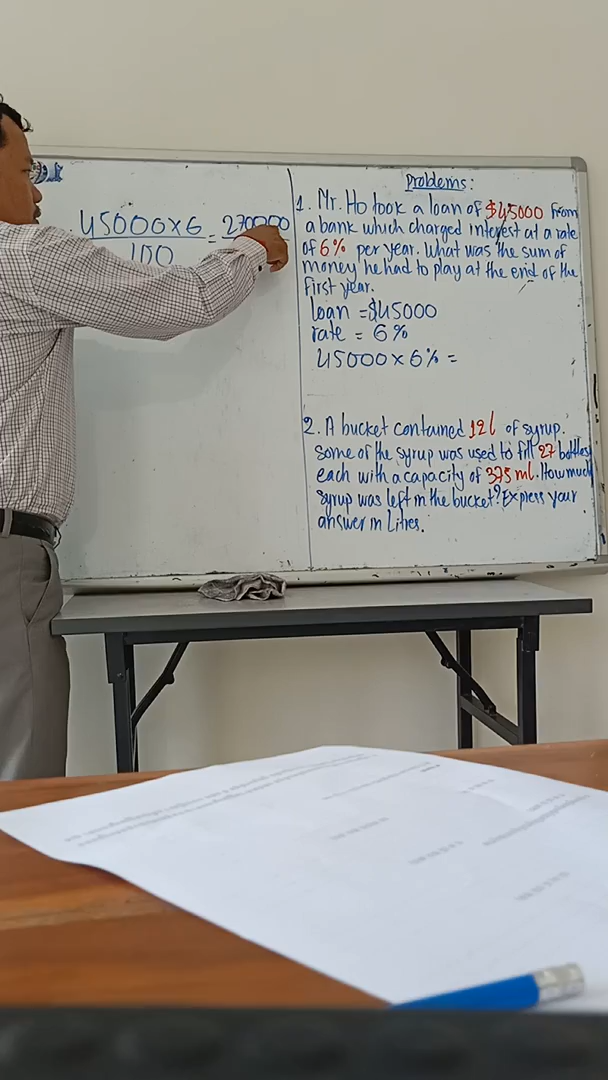 45000×6 = 270000
100
Problems:
1. Mr. Ho took a loan of $45000 from
a bank which charged interest at a rate
of 6% per year. What was the sum of
money he had to play at the end of the
first year.
loan = $45000
rate = 6%
45000 × 6% =
2. A bucket contained 12l of syrup.
Some of the syrup was used to fill 27 bottles
each with a capacity of 375 ml. How much
syrup was left in the bucket? Express your
answer in Litres.